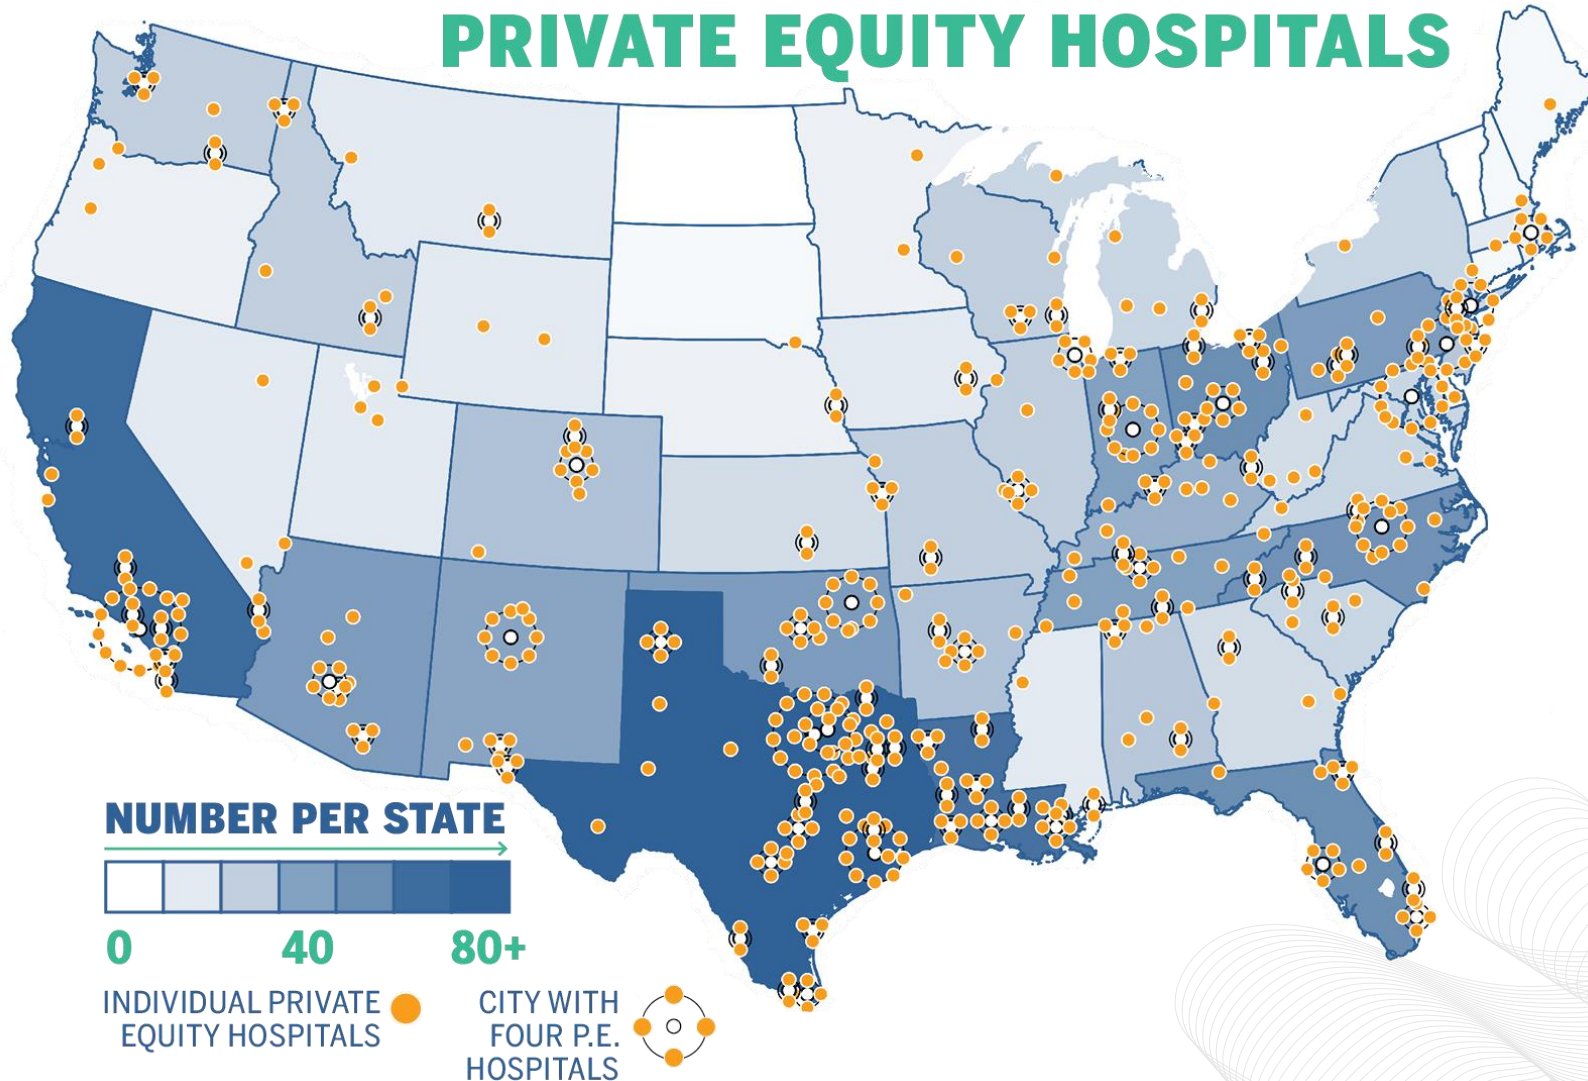 PRIVATE EQUITY HOSPITALS
NUMBER PER STATE
0 40 80+
INDIVIDUAL PRIVATE
EQUITY HOSPITALS
CITY WITH
FOUR P.E.
HOSPITALS